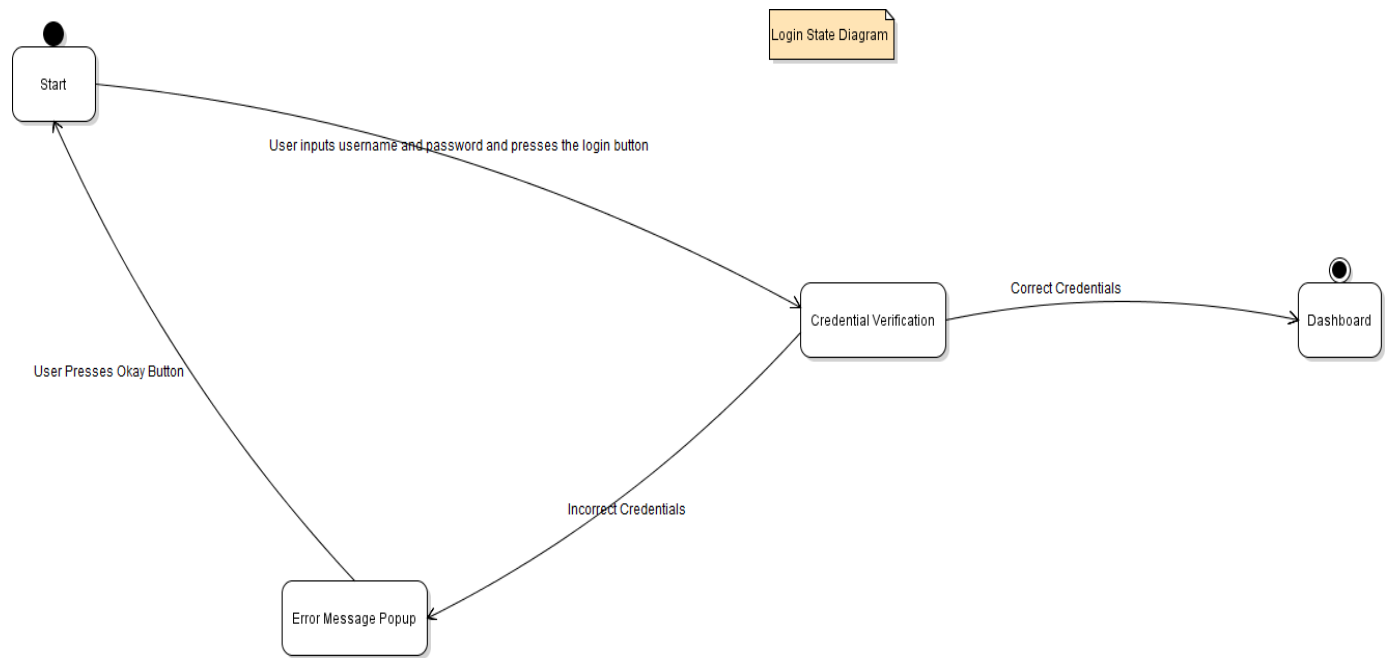 Login State Diagram
Start
User inputs username and password and presses the login button
Correct Credentials
Credential Verification
Dashboard
User Presses Okay Button
Incorrect Credentials
Error Message Popup